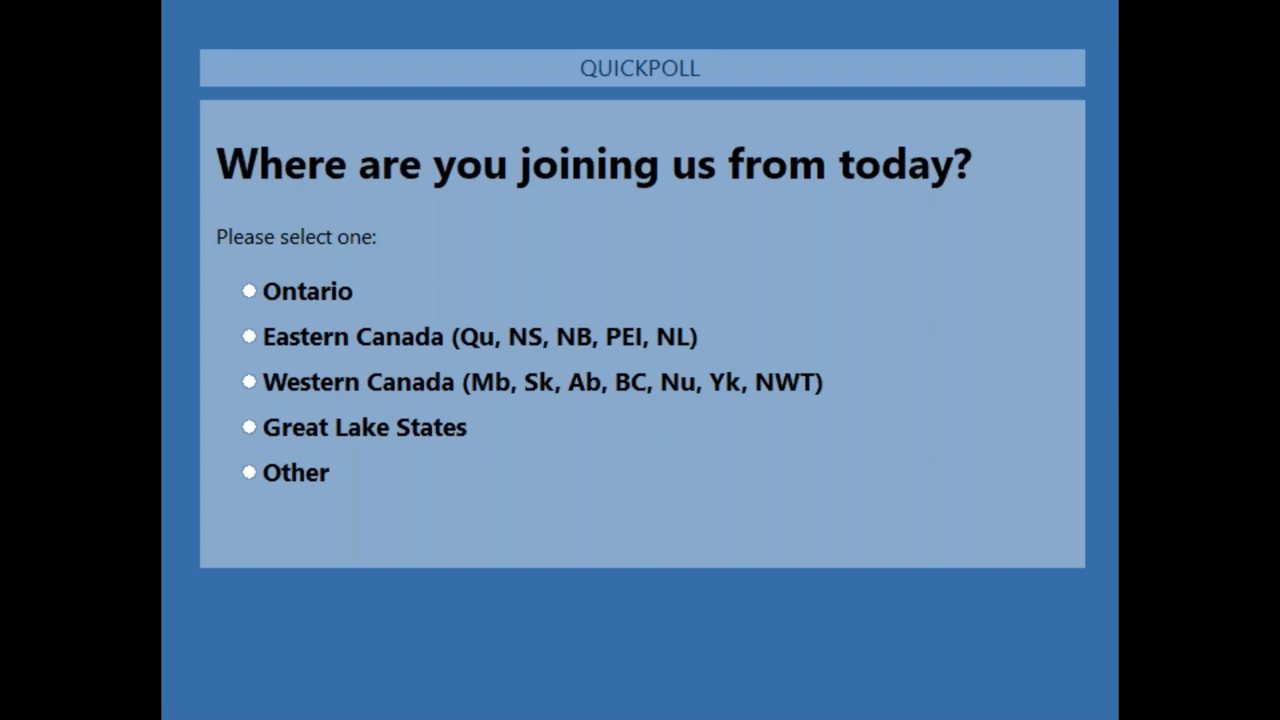 QUICKPOLL
Where are you joining us from today?
Please select one:
Ontario
Eastern Canada (Qu, NS, NB, PEI, NL)
Western Canada (Mb, Sk, Ab, BC, Nu, Yk, NWT)
Great Lake States
Other